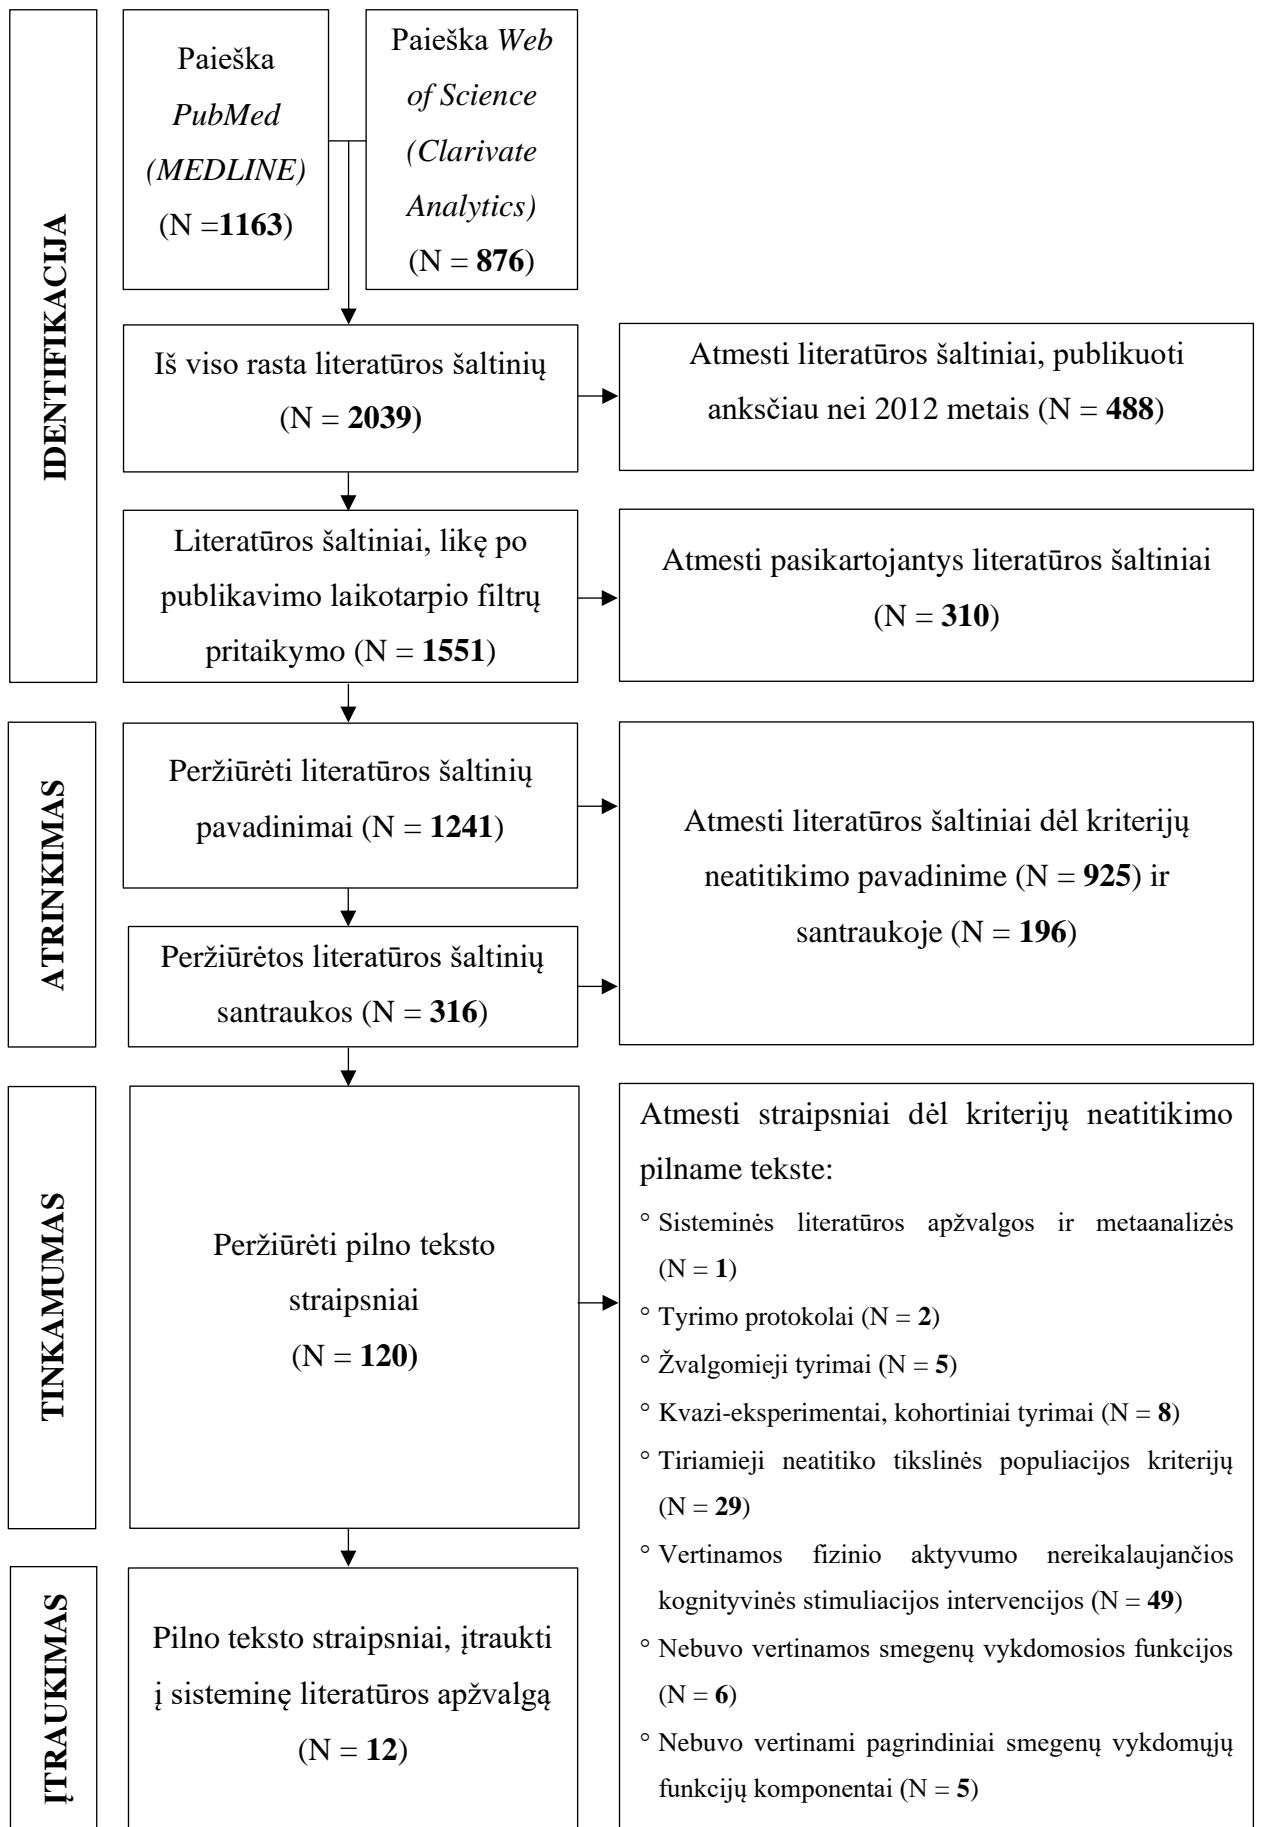 IDENTIFIKACIJA
Paieška
PubMed
(MEDLINE)
(N =1163)
Paieška Web
of Science
(Clarivate
Analytics)
(N = 876)
Iš viso rasta literatūros šaltinių
(N = 2039)
Atmesti literatūros šaltiniai, publikuoti
anksčiau nei 2012 metais (N = 488)
Literatūros šaltiniai, likę po
publikavimo laikotarpio filtrų
pritaikymo (N = 1551)
Atmesti pasikartojantys literatūros šaltiniai
(N = 310)
ATRINKIMAS
Peržiūrėti literatūros šaltinių
pavadinimai (N = 1241)
Atmesti literatūros šaltiniai dėl kriterijų
neatitikimo pavadinime (N = 925) ir
santraukoje (N = 196)
Peržiūrėtos literatūros šaltinių
santraukos (N = 316)
TINKAMUMAS
Peržiūrėti pilno teksto
straipsniai
(N = 120)
Atmesti straipsniai dėl kriterijų neatitikimo
pilname tekste:
° Sisteminės literatūros apžvalgos ir metaanalizės
(N = 1)
° Tyrimo protokolai (N = 2)
° Žvalgomieji tyrimai (N = 5)
° Kvazi-eksperimentai, kohortiniai tyrimai (N = 8)
° Tiriamieji neatitiko tikslinės populiacijos kriterijų
(N = 29)
° Vertinamos fizinio aktyvumo nereikalaujančios
kognityvinės stimuliacijos intervencijos (N = 49)
° Nebuvo vertinamos smegenų vykdomosios funkcijos
(N = 6)
° Nebuvo vertinami pagrindiniai smegenų vykdomųjų
funkcijų komponentai (N = 5)
ĮTRAUKIMAS
Pilno teksto straipsniai, įtraukti
į sisteminę literatūros apžvalgą
(N = 12)